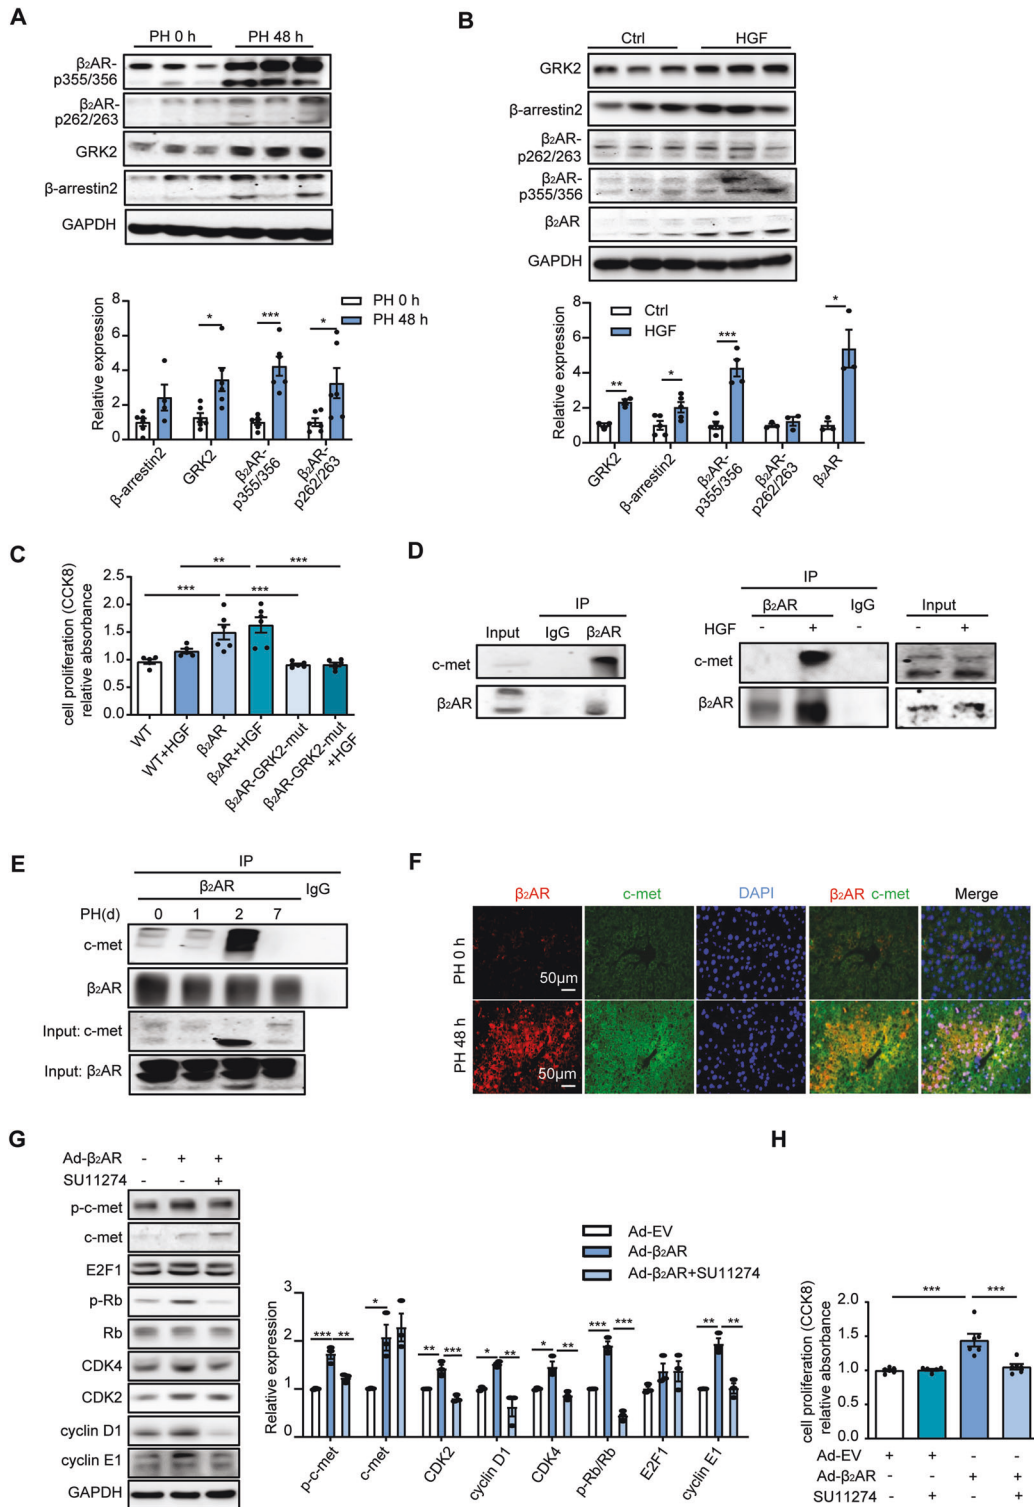 A
PH 0 h PH 48 h
β2AR-
p355/356
β2AR-
p262/263
GRK2
β-arrestin2
GAPDH
Relative expression
8
6
4
2
0
PH 0 h
PH 48 h
* *** *
β-arrestin2
GRK2
β2AR-
p355/356
β2AR-
p262/263
B
Ctrl HGF
GRK2
β-arrestin2
β2AR-
p262/263
β2AR-
p355/356
β2AR
GAPDH
Relative expression
8
6
4
2
0
Ctrl
HGF
** * *** *
GRK2
β-arrestin2
β2AR-
p355/356
β2AR-
p262/263
β2AR
C
cell proliferation (CCK8)
relative absorbance
2.5
2.0
1.5
1.0
0.5
0.0
** ***
*** ***
WT
WT+HGF
β2AR
β2AR+HGF
β2AR-GRK2-mut
β2AR-GRK2-mut
+HGF
D
IP
Input IgG β2AR
c-met
β2AR
IP
β2AR IgG Input
HGF - + - - +
c-met
β2AR
E
IP
β2AR IgG
PH(d) 0 1 2 7
c-met
β2AR
Input: c-met
Input: β2AR
F
β2AR c-met DAPI β2AR c-met Merge
PH 0 h
50μm
PH 48 h
50μm
G
Ad-β2AR - + +
SU11274 - - +
p-c-met
c-met
E2F1
p-Rb
Rb
CDK4
CDK2
cyclin D1
cyclin E1
GAPDH
Relative expression
3
2
1
0
Ad-EV
Ad-β2AR
Ad-β2AR+SU11274
*** ** * ** *** * ** * ** *** *** ** **
p-c-met
c-met
CDK2
cyclin D1
CDK4
p-Rb/Rb
E2F1
cyclin E1
H
cell proliferation (CCK8)
relative absorbance
2.0
1.5
1.0
0.5
0.0
*** ***
Ad-EV + + - -
Ad-β2AR - - + +
SU11274 - + - +